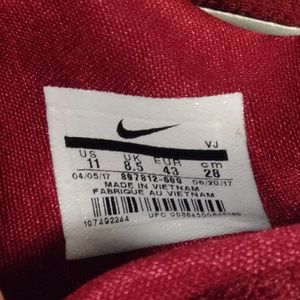 VJ
US UK EUR cm
11 8.5 43 28
04/05/17 897812-600 06/20/17
MADE IN VIETNAM
FABRIQUE AU VIETNAM
107492244
UPC